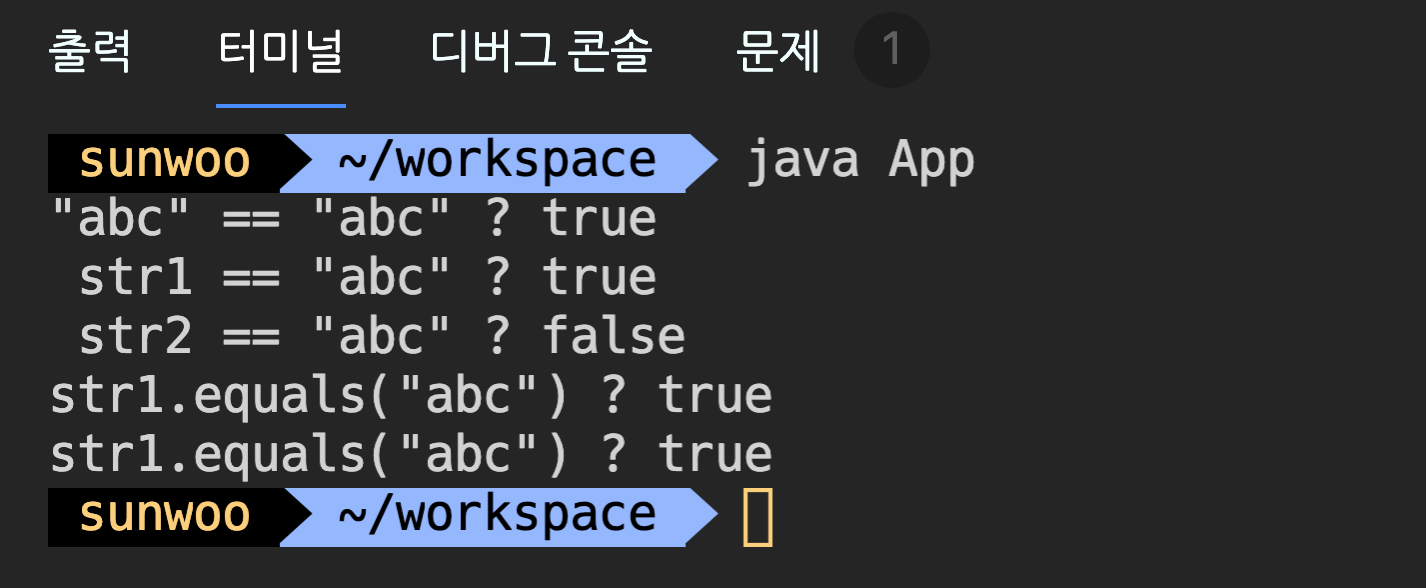 출력 터미널 디버그 콘솔 문제 1
sunwoo ~/workspace java App
"abc" == "abc" ? true
str1 == "abc" ? true
str2 == "abc" ? false
str1.equals("abc") ? true
str1.equals("abc") ? true
sunwoo ~/workspace